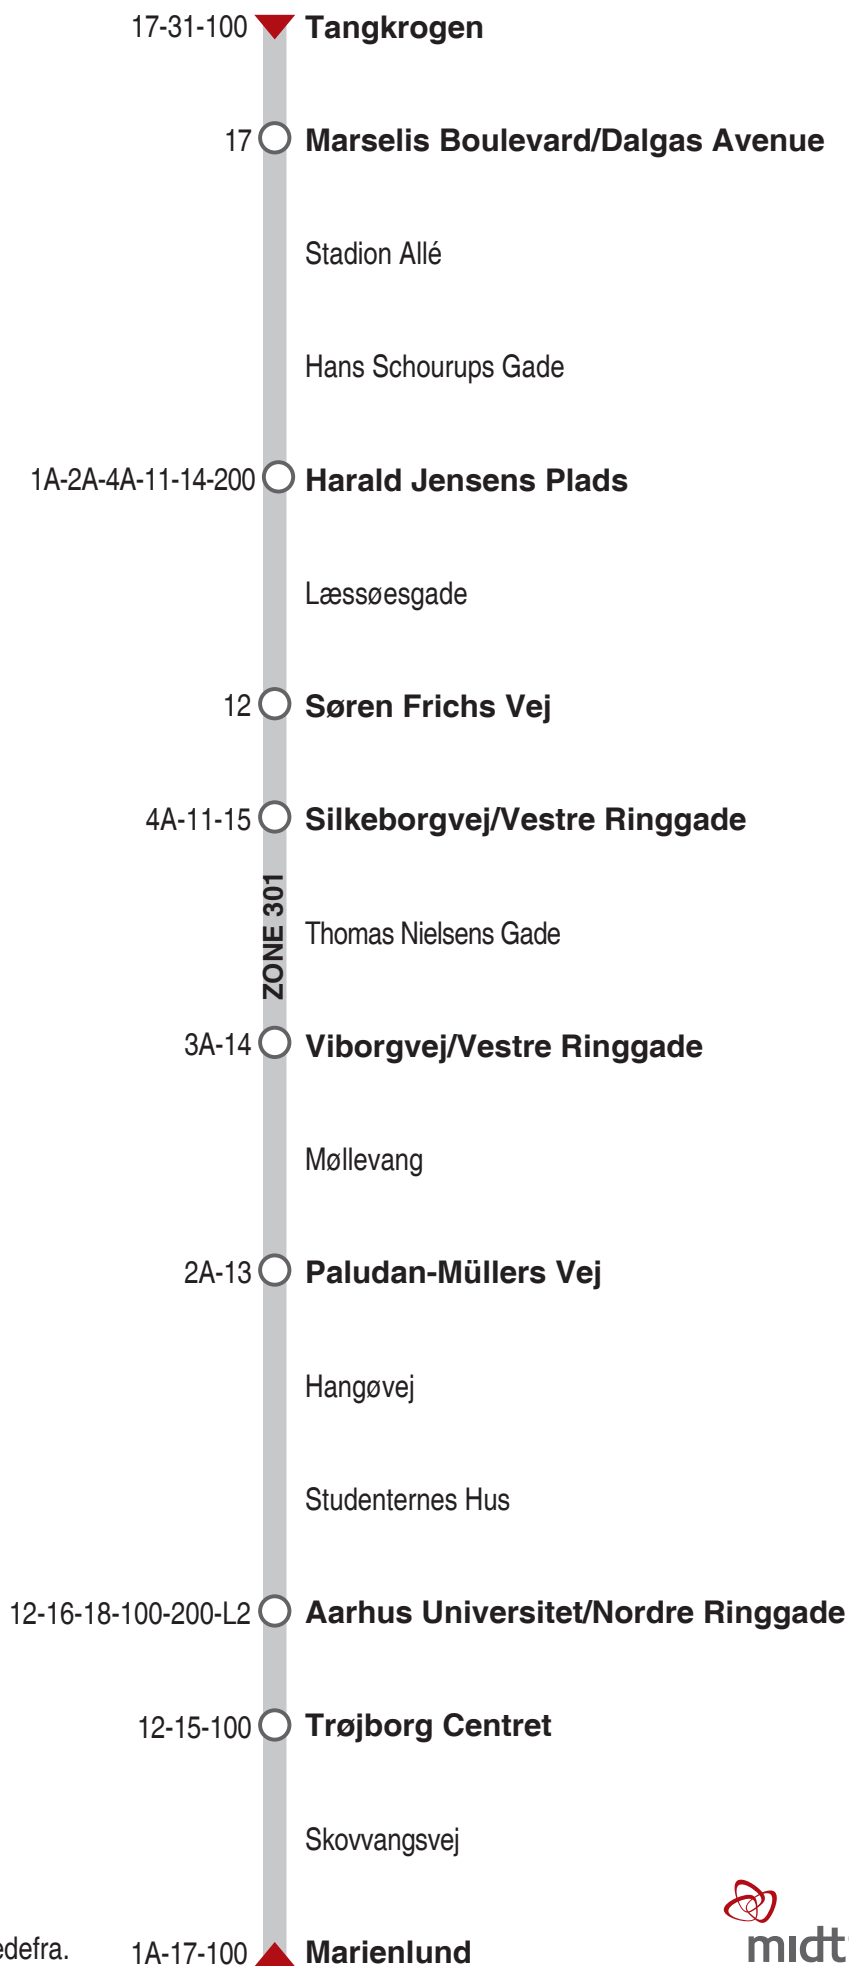 17-31-100 Tangkrogen
17 Marselis Boulevard/Dalgas Avenue
Stadion Allé
Hans Schourups Gade
1A-2A-4A-11-14-200 Harald Jensens Plads
Læssøesgade
12 Søren Frichs Vej
4A-11-15 Silkeborgvej/Vestre Ringgade
ZONE 301
Thomas Nielsens Gade
3A-14 Viborgvej/Vestre Ringgade
Møllevang
2A-13 Paludan-Müllers Vej
Hangøvej
Studenternes Hus
12-16-18-100-200-L2 Aarhus Universitet/Nordre Ringgade
12-15-100 Trøjborg Centret
Skovvangsvej
edefra. 1A-17-100 Marienlund
midt